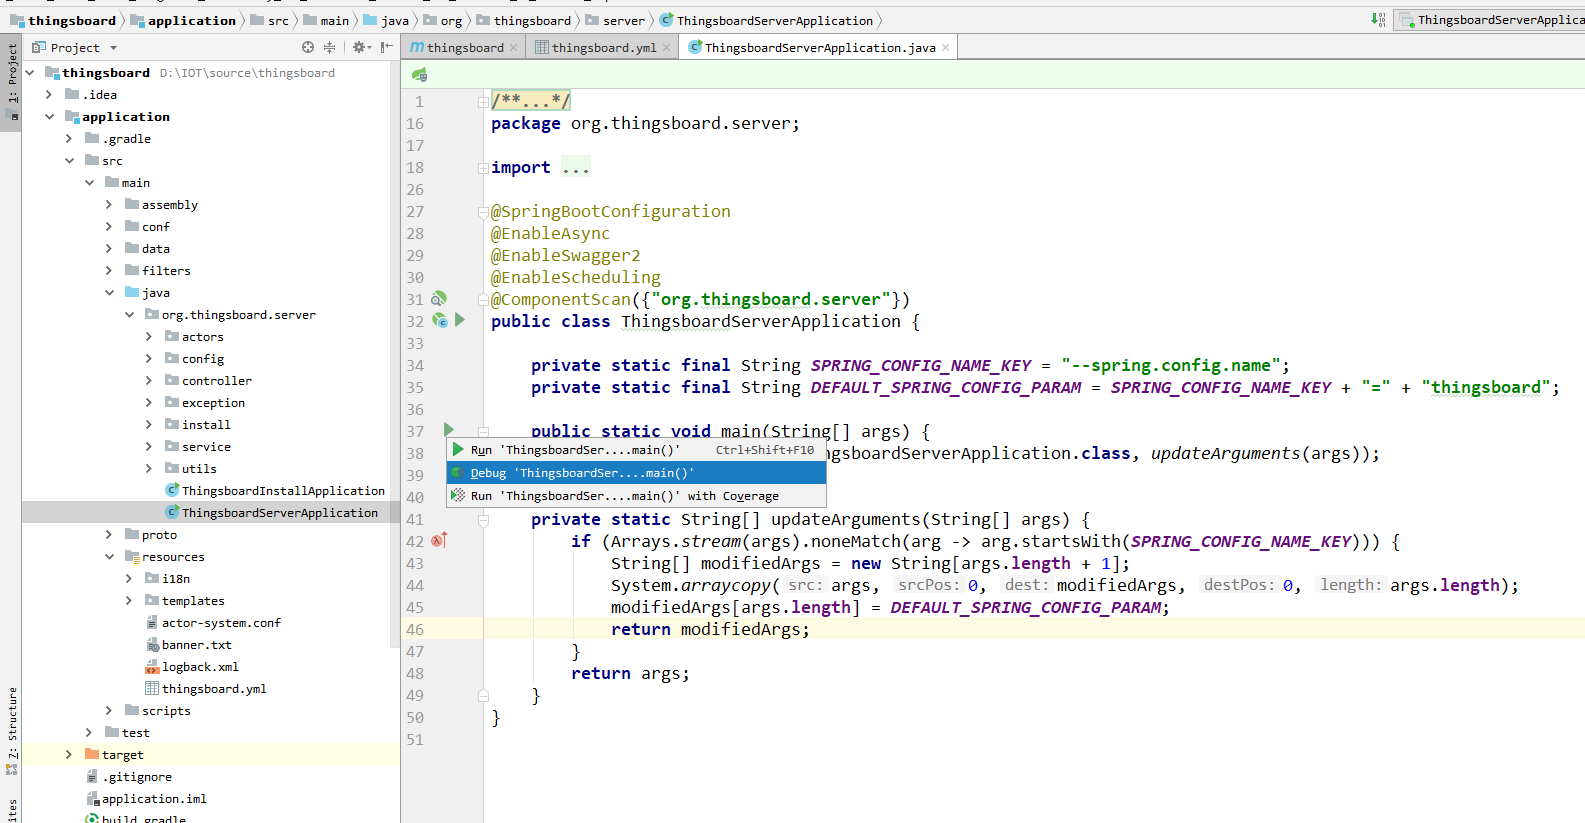 thingsboard application src main java org thingsboard server ThingsboardServerApplication
ThingsboardServerApplica
1: Project
Project
thingsboard
thingsboard.yml
ThingsboardServerApplication.java
thingsboard D:\IOT\source\thingsboard
.idea
application
.gradle
src
main
assembly
conf
data
filters
java
org.thingsboard.server
actors
config
controller
exception
install
service
utils
ThingsboardInstallApplication
ThingsboardServerApplication
proto
resources
i18n
templates
actor-system.conf
banner.txt
logback.xml
thingsboard.yml
scripts
test
target
.gitignore
application.iml
build.gradle
Z: Structure
1 /**...*/
16 package org.thingsboard.server;
17
18 import ...
26
27 @SpringBootConfiguration
28 @EnableAsync
29 @EnableSwagger2
30 @EnableScheduling
31 @ComponentScan({"org.thingsboard.server"})
32 public class ThingsboardServerApplication {
33
34 private static final String SPRING_CONFIG_NAME_KEY = "--spring.config.name";
35 private static final String DEFAULT_SPRING_CONFIG_PARAM = SPRING_CONFIG_NAME_KEY + "=" + "thingsboard";
36
37 public static void main(String[] args) {
Run 'ThingsboardSer....main()' Ctrl+Shift+F10
38 ngsboardServerApplication.class, updateArguments(args));
Debug 'ThingsboardSer....main()'
39
40
Run 'ThingsboardSer....main()' with Coverage
41 private static String[] updateArguments(String[] args) {
42 if (Arrays.stream(args).noneMatch(arg -> arg.startsWith(SPRING_CONFIG_NAME_KEY))) {
43 String[] modifiedArgs = new String[args.length + 1];
44 System.arraycopy( src: args, srcPos: 0, dest: modifiedArgs, destPos: 0, length: args.length);
45 modifiedArgs[args.length] = DEFAULT_SPRING_CONFIG_PARAM;
46 return modifiedArgs;
47 }
48 return args;
49 }
50 }
51